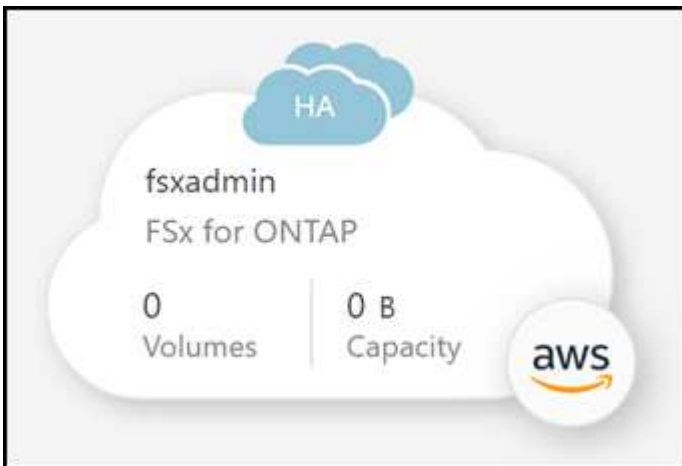 HA
fsxadmin
FSx for ONTAP
0 0 B
Volumes Capacity
aws